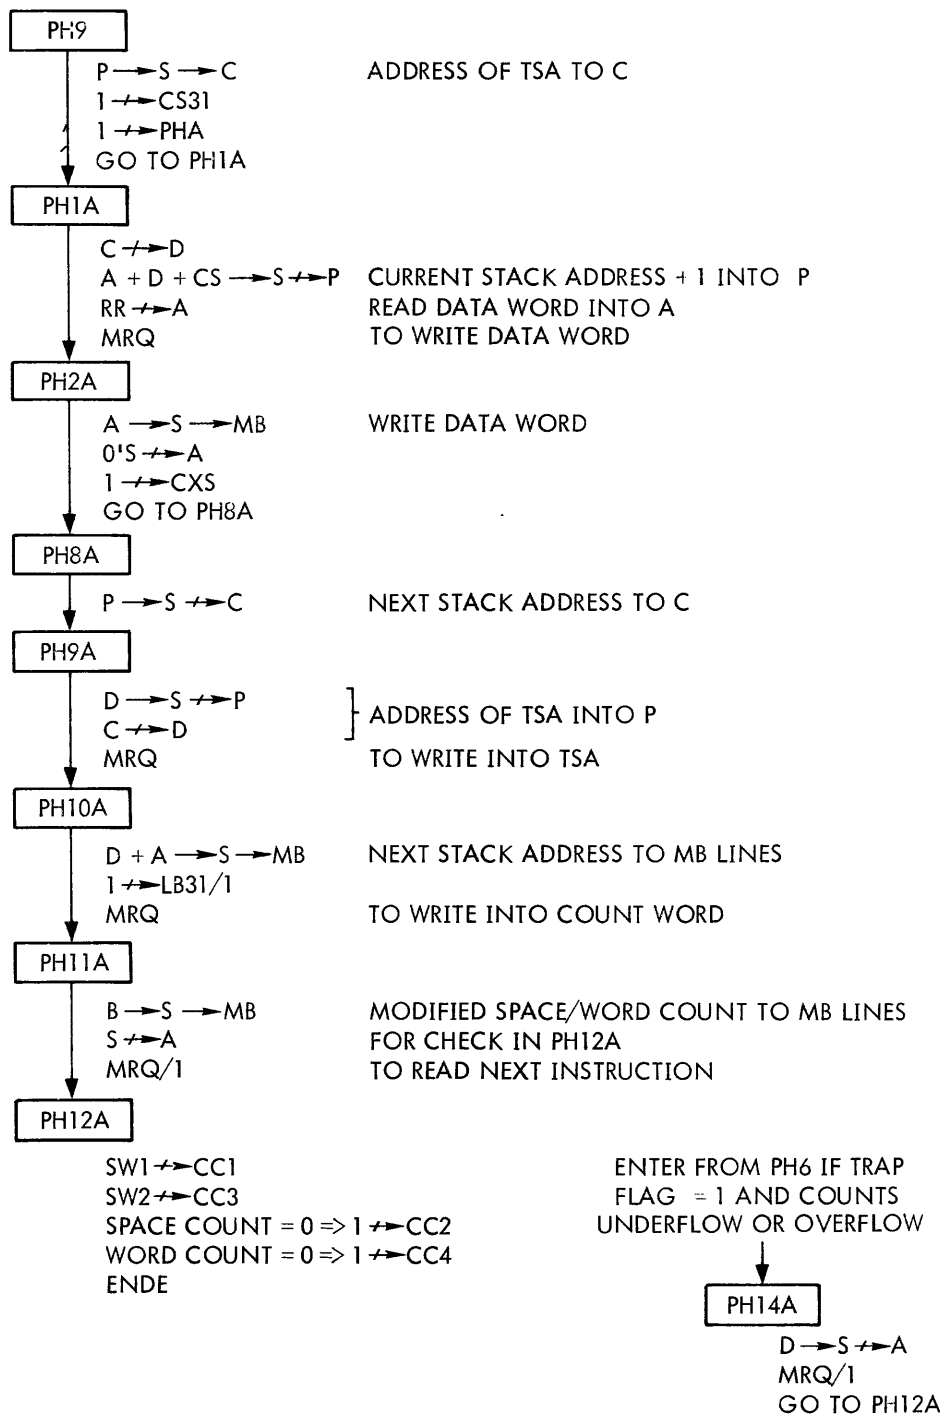 PH9
P → S → C ADDRESS OF TSA TO C
1 ↛ CS31
1 ↛ PHA
GO TO PH1A
PH1A
C ↛ D
A + D + CS → S ↛ P CURRENT STACK ADDRESS + 1 INTO P
RR ↛ A READ DATA WORD INTO A
MRQ TO WRITE DATA WORD
PH2A
A → S → MB WRITE DATA WORD
0'S ↛ A
1 ↛ CXS
GO TO PH8A
PH8A
P → S ↛ C NEXT STACK ADDRESS TO C
PH9A
D → S ↛ P
C ↛ D
} ADDRESS OF TSA INTO P
MRQ TO WRITE INTO TSA
PH10A
D + A → S → MB NEXT STACK ADDRESS TO MB LINES
1 ↛ LB31/1
MRQ TO WRITE INTO COUNT WORD
PH11A
B → S → MB MODIFIED SPACE/WORD COUNT TO MB LINES
S ↛ A FOR CHECK IN PH12A
MRQ/1 TO READ NEXT INSTRUCTION
PH12A
SW1 ↛ CC1
SW2 ↛ CC3
SPACE COUNT = 0 => 1 ↛ CC2
WORD COUNT = 0 => 1 ↛ CC4
ENDE
ENTER FROM PH6 IF TRAP
FLAG = 1 AND COUNTS
UNDERFLOW OR OVERFLOW
PH14A
D → S ↛ A
MRQ/1
GO TO PH12A